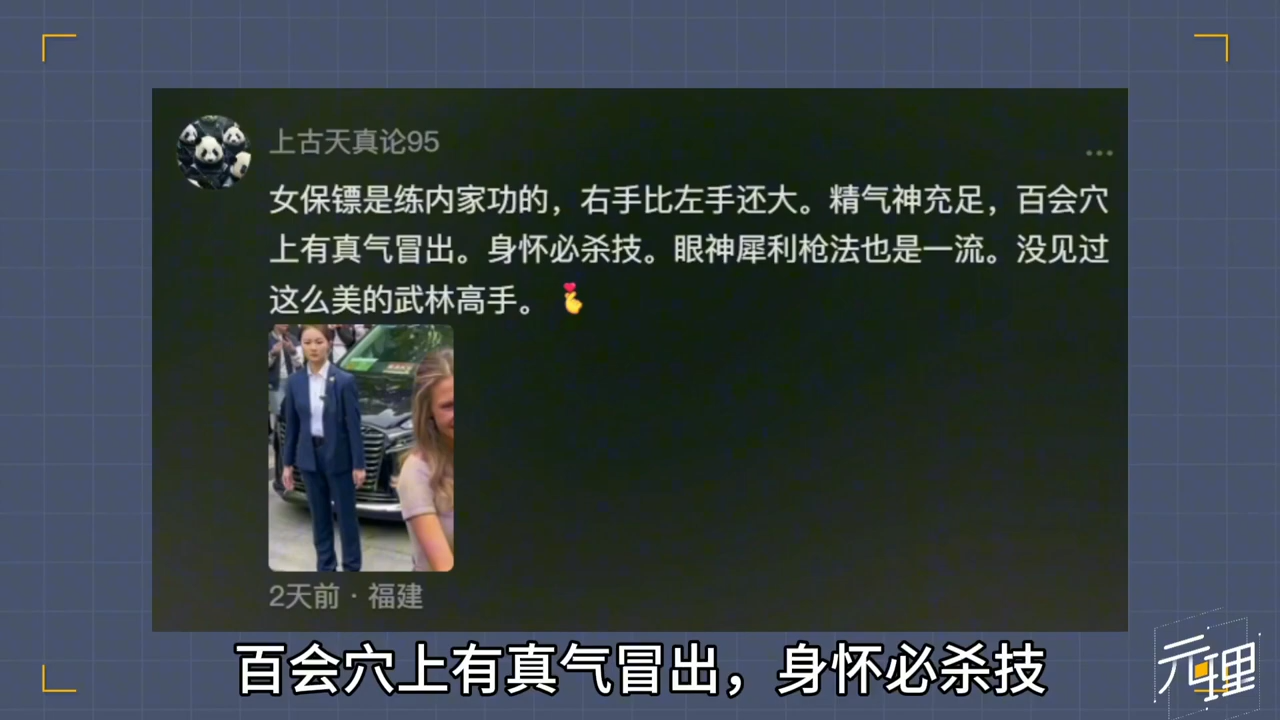 上古天真论95
女保镖是练内家功的，右手比左手还大。精气神充足，百会穴
上有真气冒出。身怀必杀技。眼神犀利枪法也是一流。没见过
这么美的武林高手。
2天前 · 福建
百会穴上有真气冒出，身怀必杀技
元理